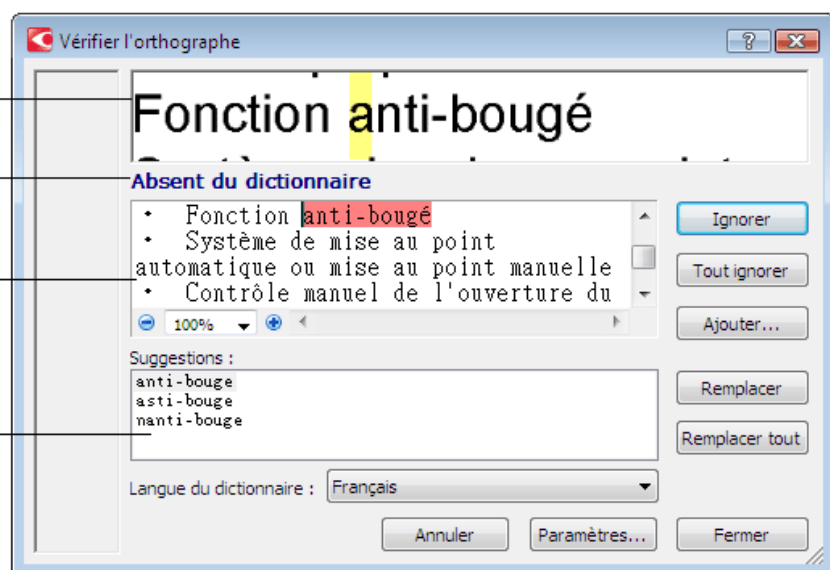 Vérifier l'orthographe
Fonction anti-bougé
Absent du dictionnaire
• Fonction anti-bougé
• Système de mise au point
automatique ou mise au point manuelle
• Contrôle manuel de l'ouverture du
100%
Ignorer
Tout ignorer
Ajouter...
Suggestions :
anti-bouge
asti-bouge
nanti-bouge
Remplacer
Remplacer tout
Langue du dictionnaire : Français
Annuler
Paramètres...
Fermer